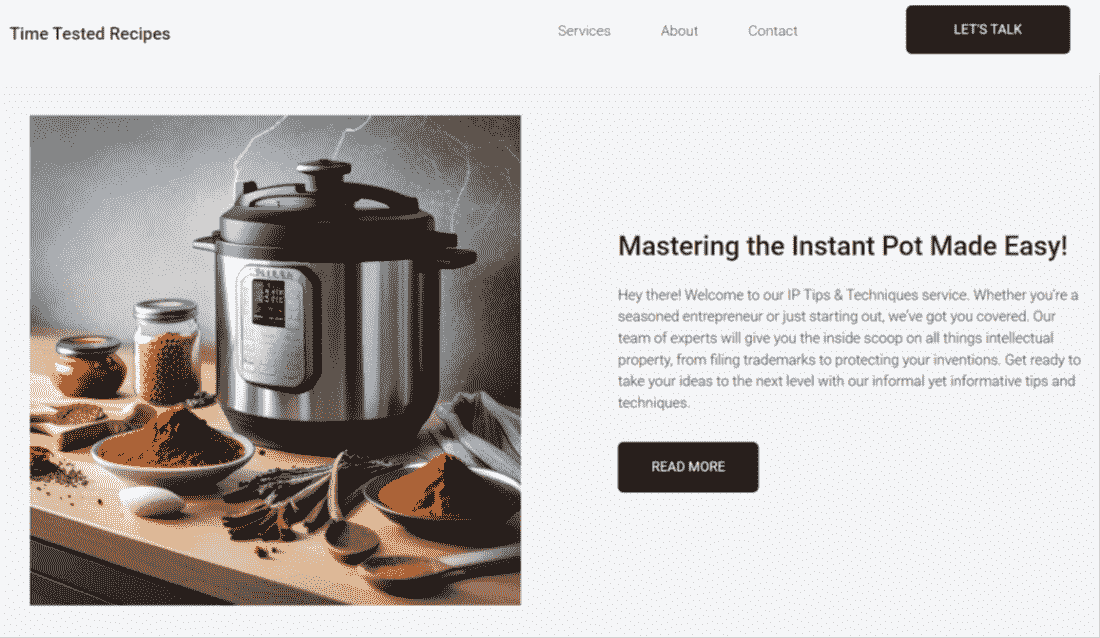 Time Tested Recipes
Services
About
Contact
LET'S TALK
Mastering the Instant Pot Made Easy!
Hey there! Welcome to our IP Tips & Techniques service. Whether you're a
seasoned entrepreneur or just starting out, we've got you covered. Our
team of experts will give you the inside scoop on all things intellectual
property, from filing trademarks to protecting your inventions. Get ready to
take your ideas to the next level with our informal yet informative tips and
techniques.
READ MORE